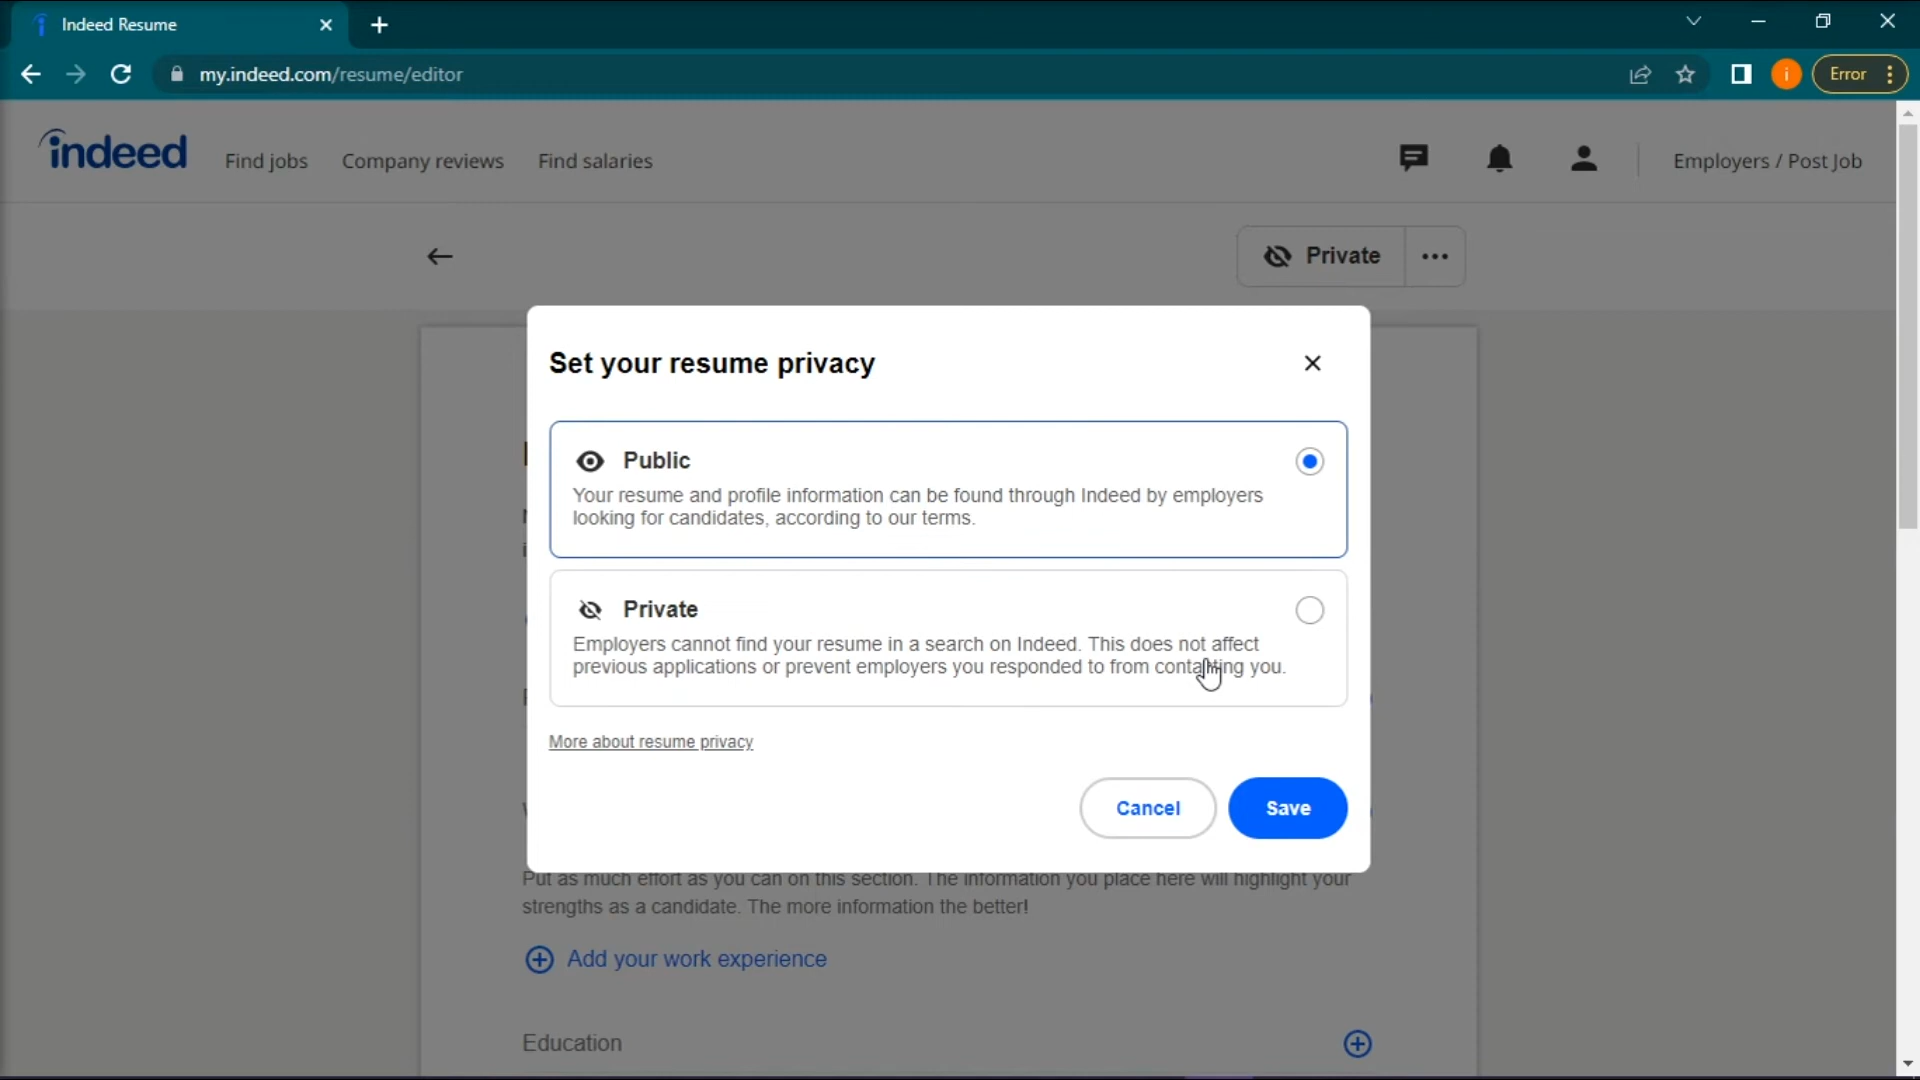 Indeed Resume
my.indeed.com/resume/editor
i
Error
indeed
Find jobs
Company reviews
Find salaries
Employers / Post Job
Private
Set your resume privacy
Public
Your resume and profile information can be found through Indeed by employers
looking for candidates, according to our terms.
Private
Employers cannot find your resume in a search on Indeed. This does not affect
previous applications or prevent employers you responded to from contacting you.
More about resume privacy
Cancel
Save
Put as much effort as you can on this section. The information you place here will highlight your
strengths as a candidate. The more information the better!
Add your work experience
Education